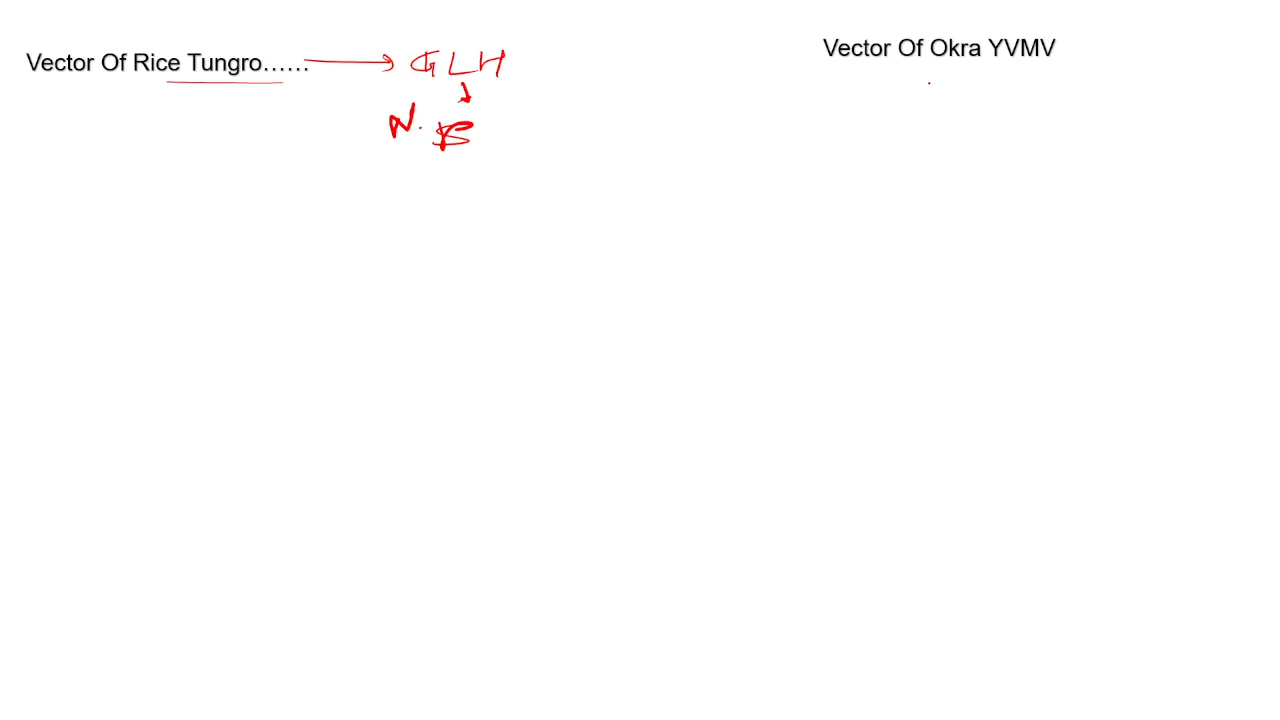 Vector Of Rice Tungro…… → GLH
N.
Vector Of Okra YVMV